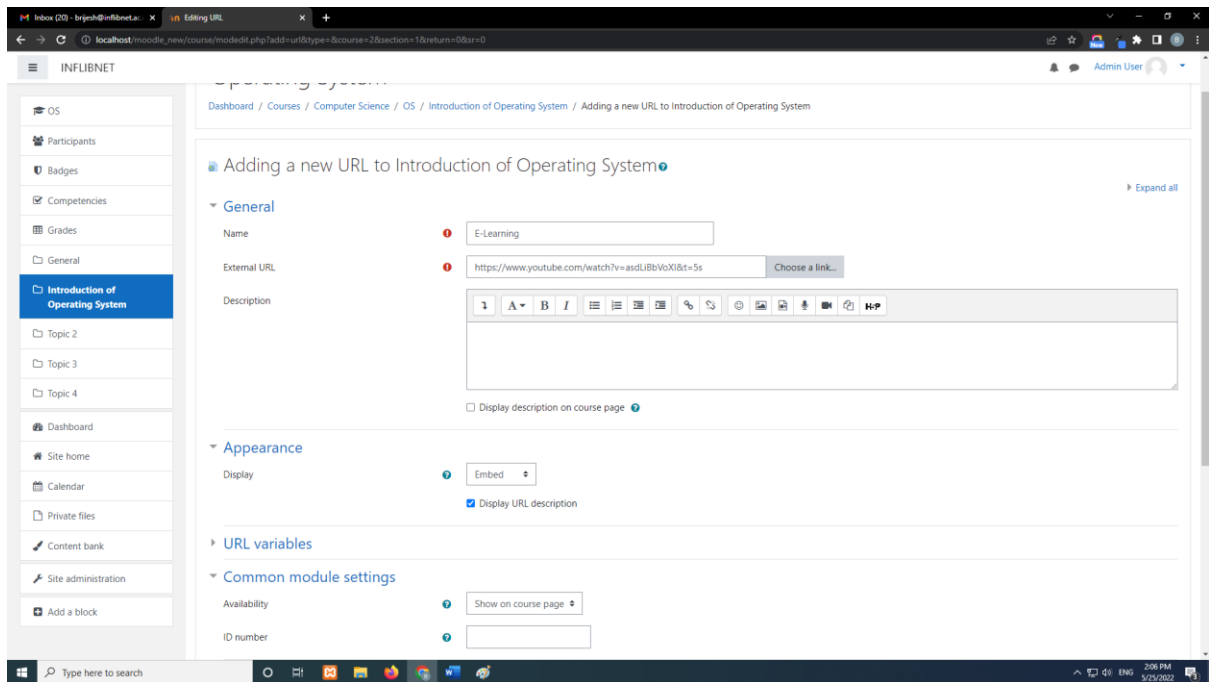 Inbox (20) - brijesh@inflibnet.ac. X
Editing URL X +
localhost/moodle_new/course/modedit.php?add=url&type=&course=2&section=1&return=0&sr=0
New
B
INFLIBNET
Admin User
Operating System
Dashboard / Courses / Computer Science / OS / Introduction of Operating System / Adding a new URL to Introduction of Operating System
OS
Participants
Badges
Competencies
Grades
General
Introduction of
Operating System
Topic 2
Topic 3
Topic 4
Dashboard
Site home
Calendar
Private files
Content bank
Site administration
Add a block
Adding a new URL to Introduction of Operating System
Expand all
General
Name E-Learning
External URL https://www.youtube.com/watch?v=asdLiBbVoXI&t=5s Choose a link...
Description
A B I H5P
Display description on course page
Appearance
Display Embed
Display URL description
URL variables
Common module settings
Availability Show on course page
ID number
Type here to search
ENG
2:06 PM
5/25/2022